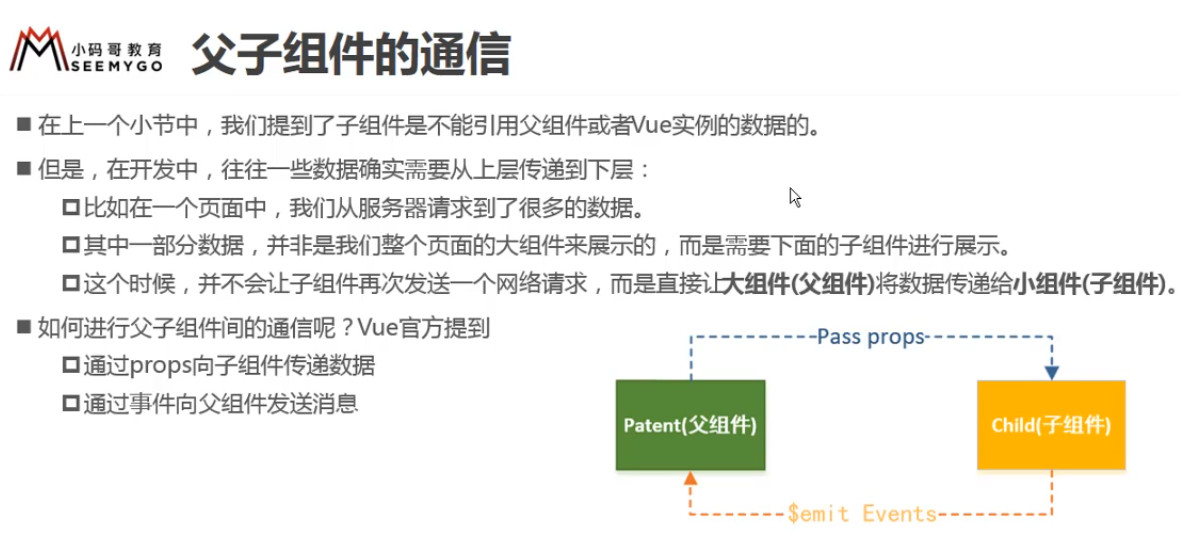 小码哥教育
SEEMYGO
父子组件的通信
在上一个小节中，我们提到了子组件是不能引用父组件或者Vue实例的数据的。
但是，在开发中，往往一些数据确实需要从上层传递到下层：
比如在一个页面中，我们从服务器请求到了很多的数据。
其中一部分数据，并非是我们整个页面的大组件来展示的，而是需要下面的子组件进行展示。
这个时候，并不会让子组件再次发送一个网络请求，而是直接让大组件(父组件)将数据传递给小组件(子组件)。
如何进行父子组件间的通信呢？Vue官方提到
通过props向子组件传递数据
通过事件向父组件发送消息
Pass props
Patent(父组件)
Child(子组件)
$emit Events